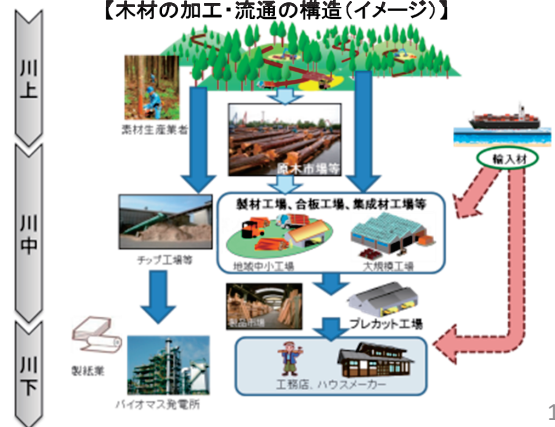 【木材の加工・流通の構造（イメージ）】
川上
素材生産業者
原木市場等
輸入材
川中
製材工場、合板工場、集成材工場等
地域中小工場
大規模工場
チップ工場等
製品市場
プレカット工場
川下
製紙業
バイオマス発電所
工務店、ハウスメーカー
1